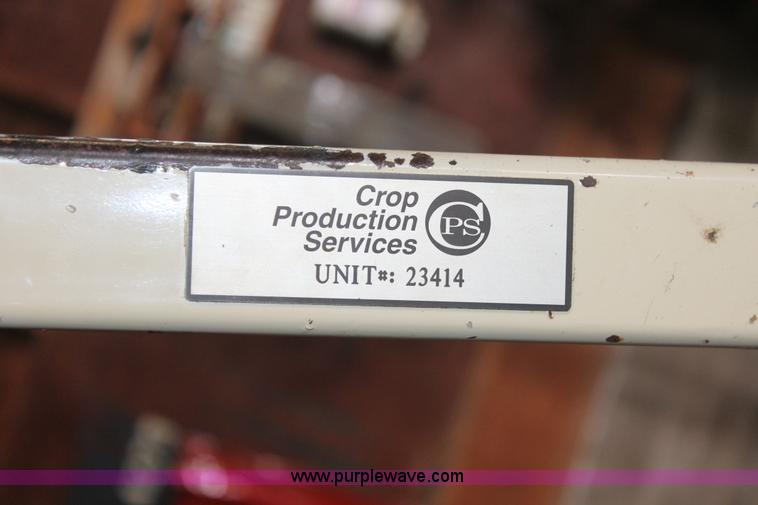 Crop
Production
Services
CPS
UNIT#: 23414
www.purplewave.com